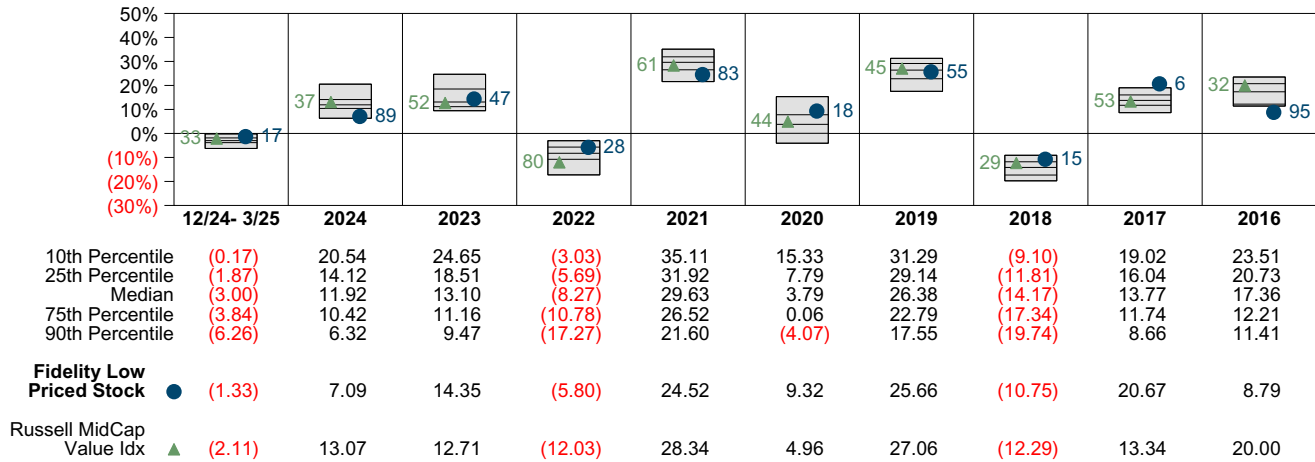 50%
40%
30%
20%
10%
0%
(10%)
(20%)
(30%)
33 17
37 89
52 47
80 28
61 83
44 18
45 55
29 15
53 6
32 95
12/24- 3/25 2024 2023 2022 2021 2020 2019 2018 2017 2016
10th Percentile (0.17) 20.54 24.65 (3.03) 35.11 15.33 31.29 (9.10) 19.02 23.51
25th Percentile (1.87) 14.12 18.51 (5.69) 31.92 7.79 29.14 (11.81) 16.04 20.73
Median (3.00) 11.92 13.10 (8.27) 29.63 3.79 26.38 (14.17) 13.77 17.36
75th Percentile (3.84) 10.42 11.16 (10.78) 26.52 0.06 22.79 (17.34) 11.74 12.21
90th Percentile (6.26) 6.32 9.47 (17.27) 21.60 (4.07) 17.55 (19.74) 8.66 11.41
Fidelity Low
Priced Stock (1.33) 7.09 14.35 (5.80) 24.52 9.32 25.66 (10.75) 20.67 8.79
Russell MidCap
Value Idx (2.11) 13.07 12.71 (12.03) 28.34 4.96 27.06 (12.29) 13.34 20.00